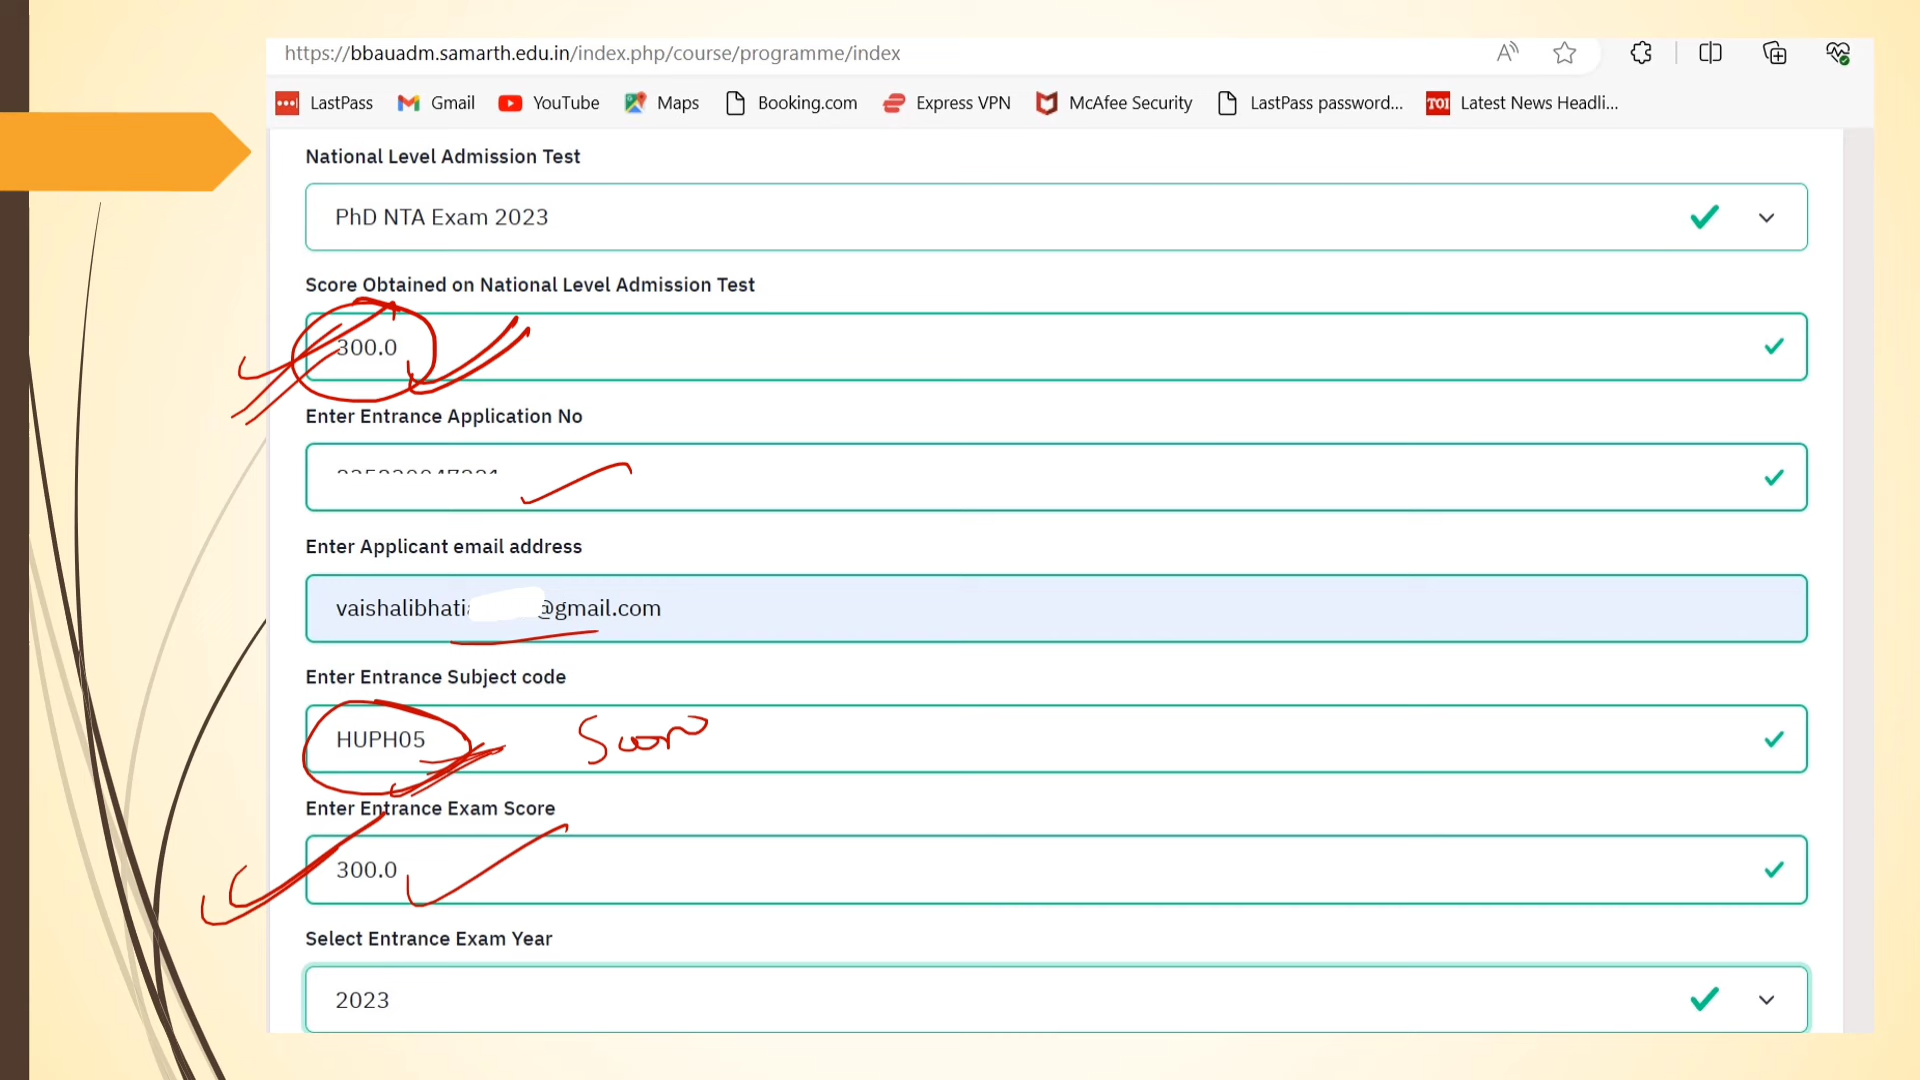 https://bbauadm.samarth.edu.in/index.php/course/programme/index
LastPass Gmail YouTube Maps Booking.com Express VPN McAfee Security LastPass password... TOI Latest News Headli...
National Level Admission Test
PhD NTA Exam 2023
Score Obtained on National Level Admission Test
300.0
Enter Entrance Application No
Enter Applicant email address
vaishalibhati @gmail.com
Enter Entrance Subject code
HUPH05
Enter Entrance Exam Score
300.0
Select Entrance Exam Year
2023